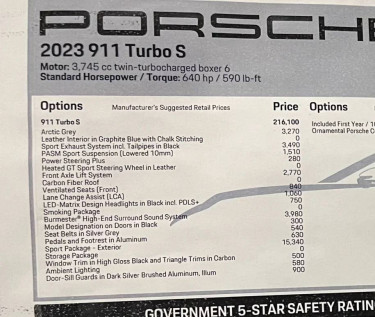 PORSCHE
2023 911 Turbo S
Motor: 3,745 cc twin-turbocharged boxer 6
Standard Horsepower / Torque: 640 hp / 590 lb-ft
Options Manufacturer's Suggested Retail Prices Price Options
911 Turbo S 216,100 Included First Year / 10
Arctic Grey 3,270 Ornamental Porsche C
Leather Interior in Graphite Blue with Chalk Stitching 0
Sport Exhaust System incl. Tailpipes in Black 3,490
PASM Sport Suspension (Lowered 10mm) 1,510
Power Steering Plus 280
Heated GT Sport Steering Wheel in Leather 0
Front Axle Lift System 2,770
Carbon Fiber Roof 0
Ventilated Seats (Front) 840
Lane Change Assist (LCA) 1,060
LED-Matrix Design Headlights in Black incl. PDLS+ 750
Smoking Package 0
Burmester® High-End Surround Sound System 3,980
Model Designation on Doors in Black 300
Seat Belts in Silver Grey 540
Pedals and Footrest in Aluminum 630
Sport Package - Exterior 15,340
Storage Package 0
Window Trim in High Gloss Black and Triangle Trims in Carbon 500
Ambient Lighting 580
Door-Sill Guards in Dark Silver Brushed Aluminum, Illum 900
GOVERNMENT 5-STAR SAFETY RATIN